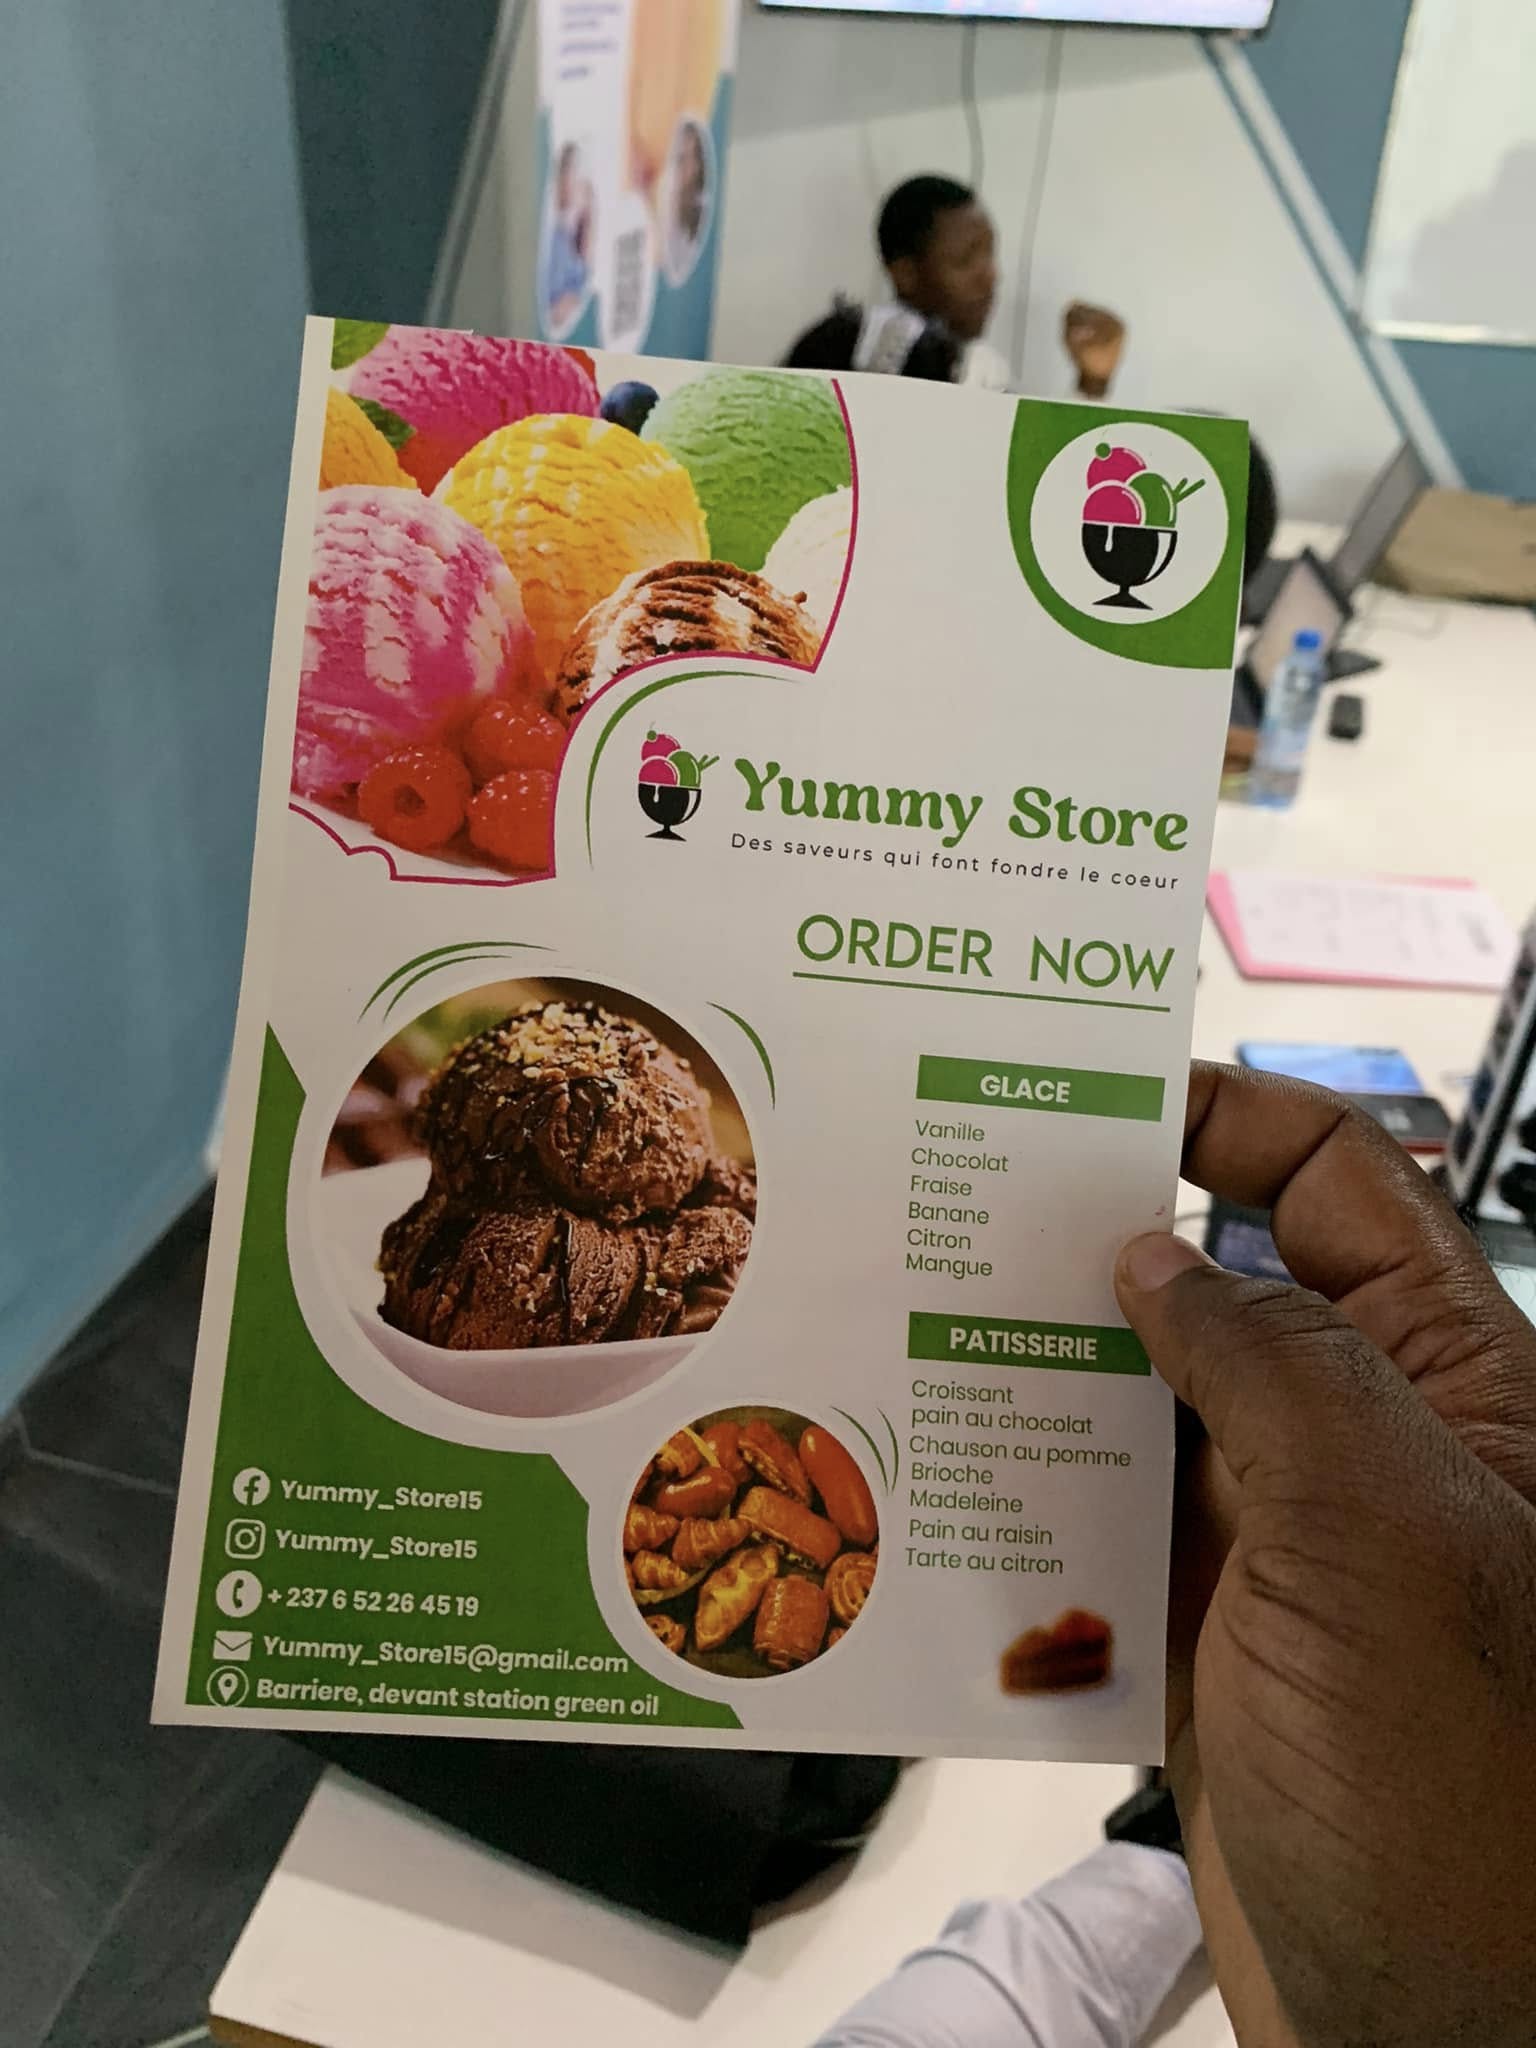 Yummy Store
Des saveurs qui font fondre le coeur
ORDER NOW
GLACE
Vanille
Chocolat
Fraise
Banane
Citron
Mangue
PATISSERIE
Croissant
pain au chocolat
Chauson au pomme
Brioche
Madeleine
Pain au raisin
Tarte au citron
Yummy_Store15
Yummy_Store15
+ 237 6 52 26 45 19
Yummy_Store15@gmail.com
Barriere, devant station green oil